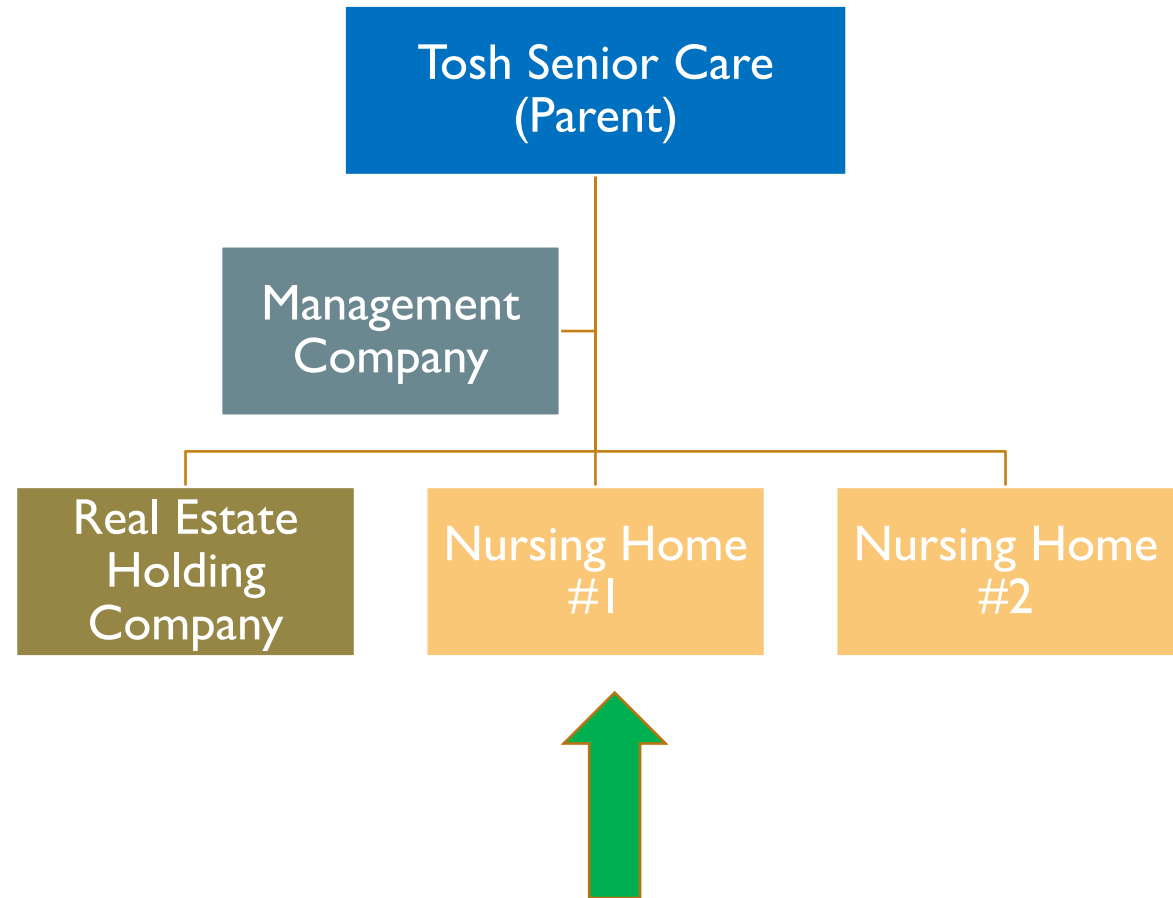 Tosh Senior Care
(Parent)
Management
Company
Real Estate
Holding
Company
Nursing Home
#1
Nursing Home
#2